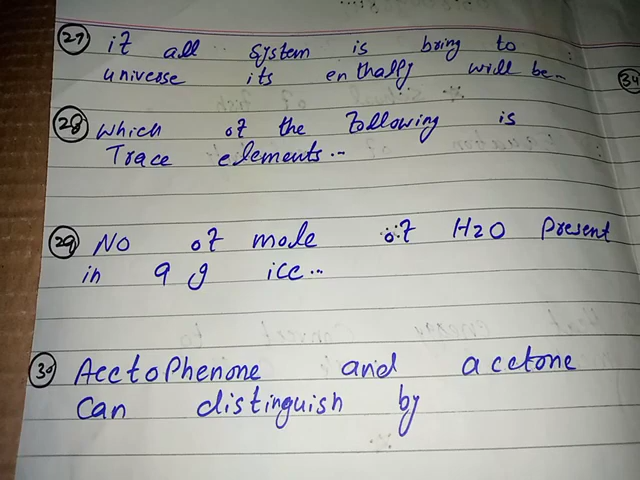 27 if all system is bring to
universe its enthalpy will be--
34
28 which of the following is
Trace elements...
29 No of mole of H2O Present
in 9 g ice...
30 Acetophenone and acetone
Can distinguish by